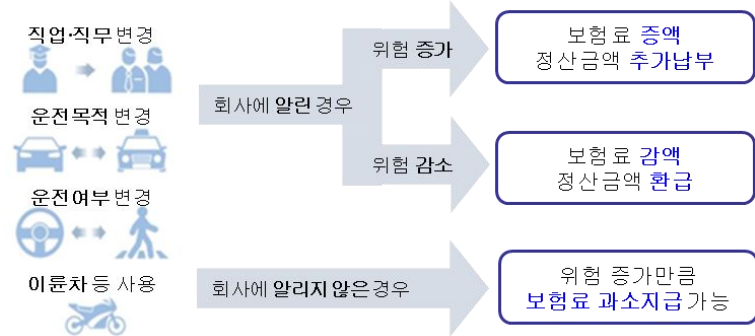 직업·직무 변경
운전목적 변경
운전여부 변경
이륜차 등 사용
회사에 알린 경우
위험 증가
보험료 증액
정산금액 추가납부
위험 감소
보험료 감액
정산금액 환급
회사에 알리지 않은 경우
위험 증가만큼
보험료 과소지급 가능